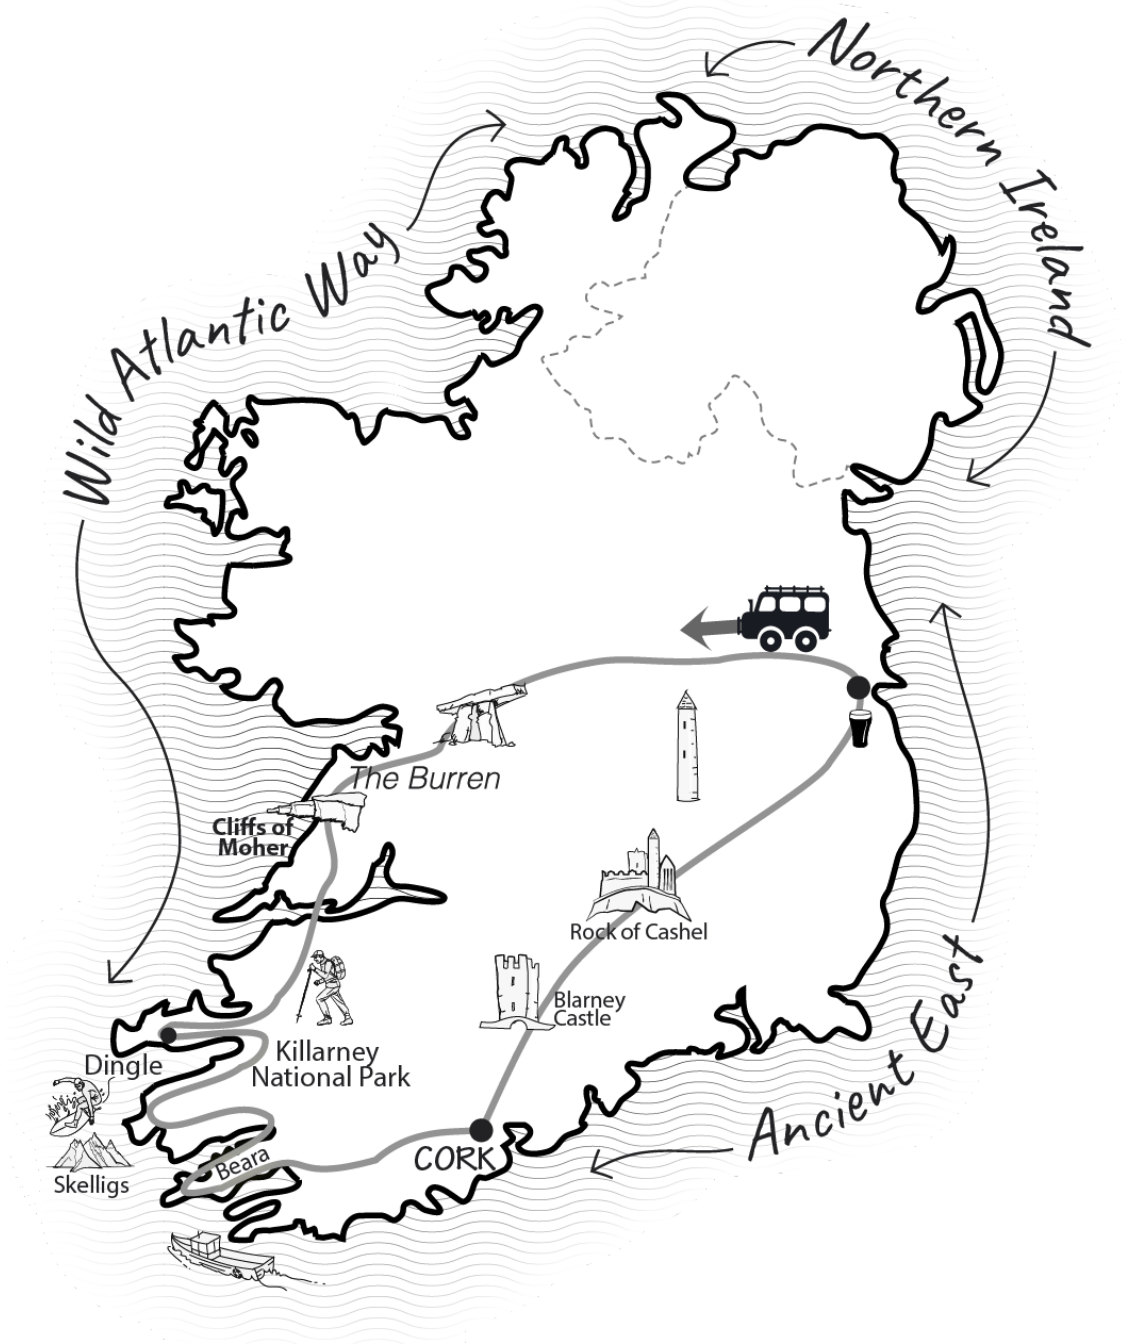 Northern Ireland
Wild Atlantic Way
The Burren
Cliffs of
Moher
Rock of Cashel
Blarney
Castle
Killarney
National Park
Dingle
CORK
Beara
Skelligs
Ancient East